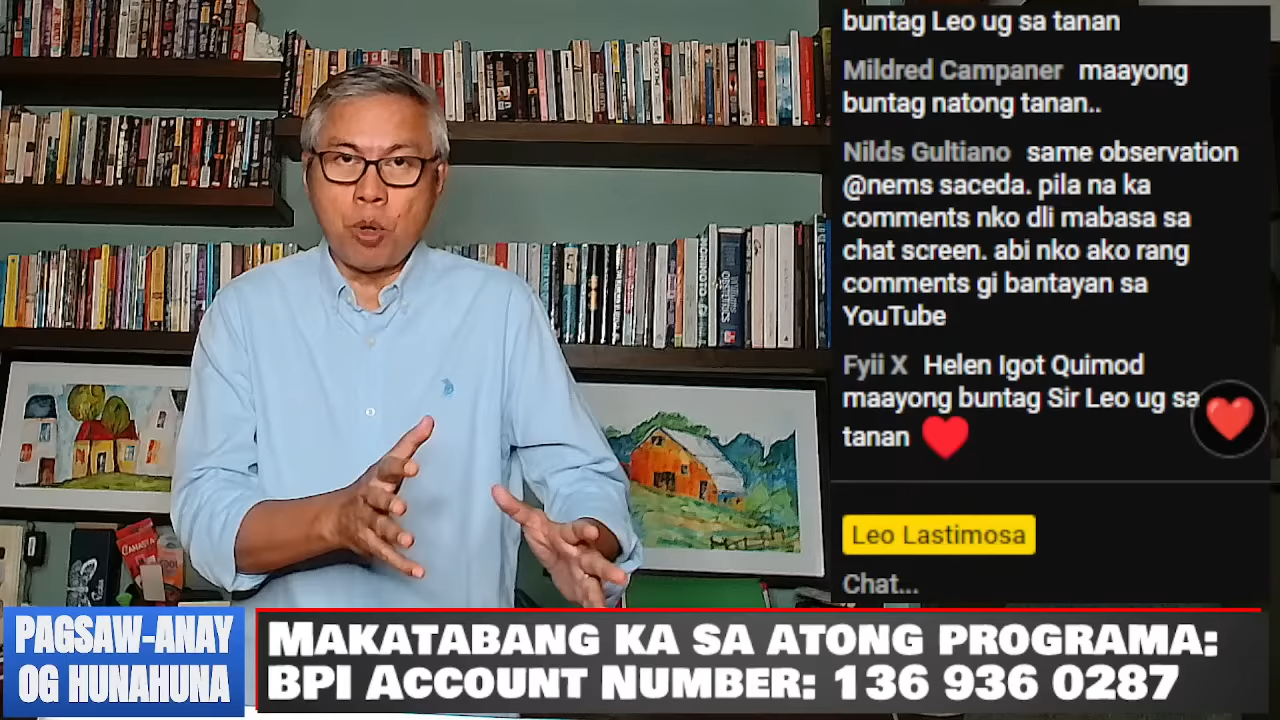 buntag Leo ug sa tanan
Mildred Campaner maayong
buntag natong tanan..
Nilds Gultiano same observation
@nems saceda. pila na ka
comments nko dli mabasa sa
chat screen. abi nko ako rang
comments gi bantayan sa
YouTube
Fyii X Helen Igot Quimod
maayong buntag Sir Leo ug sa
tanan
Leo Lastimosa
Chat...
CANASTA
OBSTETRICS
PAGSAW-ANAY
OG HUNAHUNA
MAKATABANG KA SA ATONG PROGRAMA:
BPI ACCOUNT NUMBER: 136 936 0287